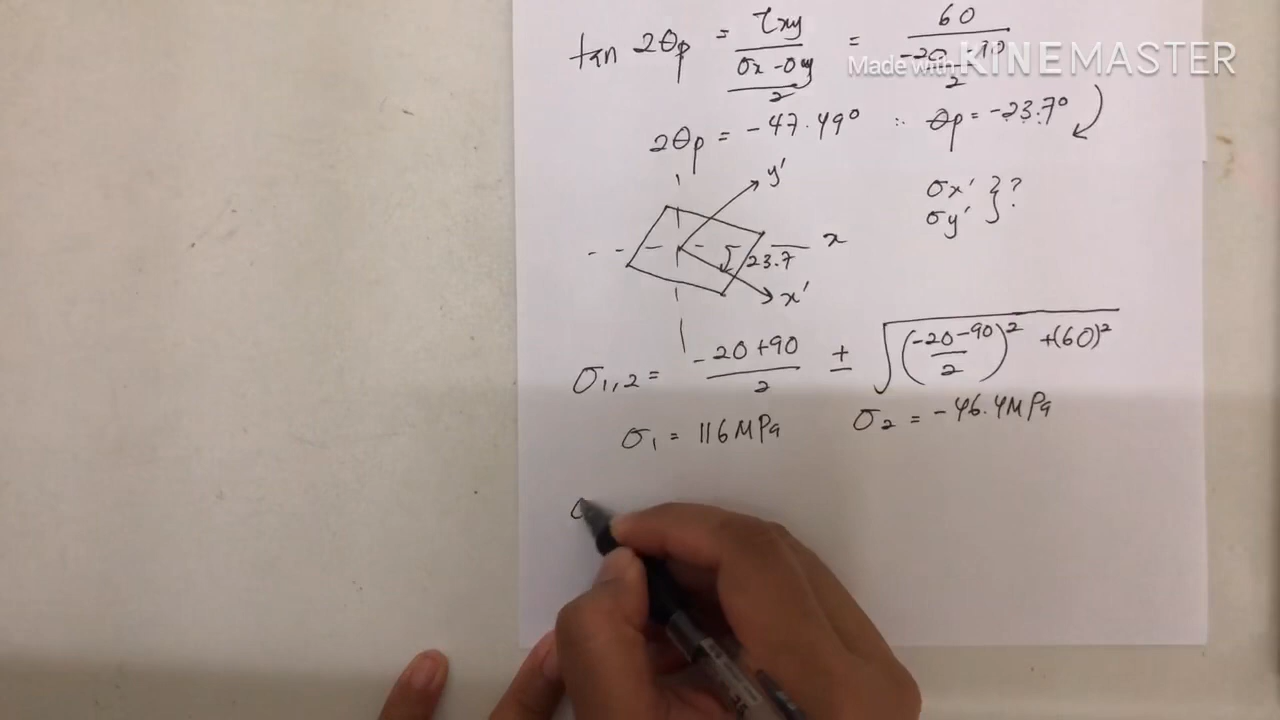 tan 2θp = τxy / (σx - σy / 2) = 60 / (-20 - 90 / 2)
Made with KINEMASTER
2θp = -47.49° ∴ θp = -23.7°
y'
σx' } ?
σy'
x
23.7
x'
σ1,2 = -20+90 / 2 ± √((-20-90 / 2)² + (60)²)
σ1 = 116 MPa σ2 = -46.4 MPa